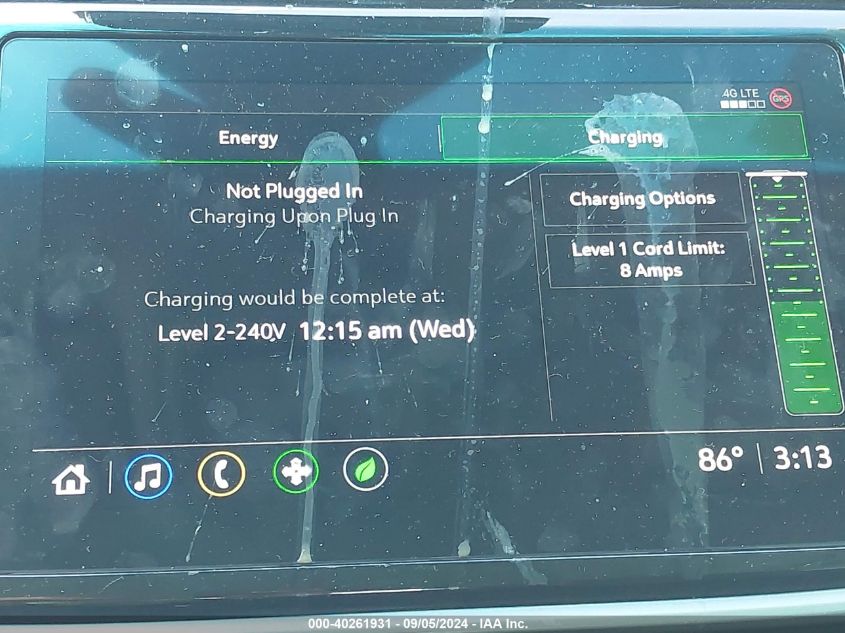 4G LTE
GPS
Energy
Charging
Not Plugged In
Charging Upon Plug In
Charging Options
Level 1 Cord Limit:
8 Amps
Charging would be complete at:
Level 2-240V 12:15 am (Wed)
86° 3:13
000-40261931 - 09/05/2024 - IAA Inc.